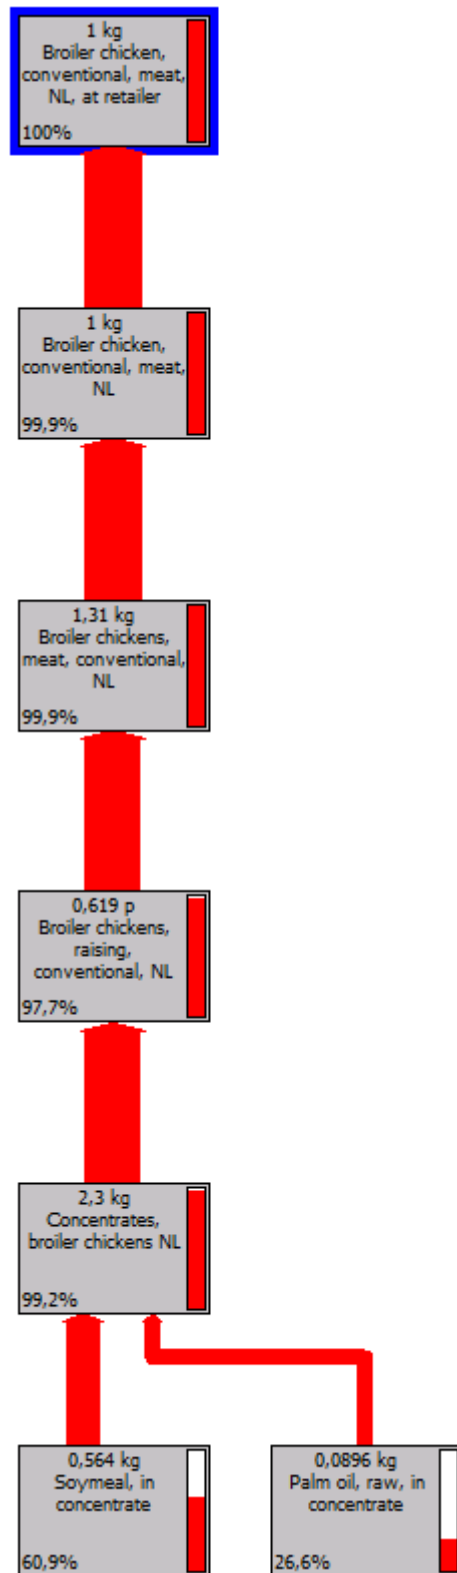 1 kg
Broiler chicken,
conventional, meat,
NL, at retailer
100%
1 kg
Broiler chicken,
conventional, meat,
NL
99,9%
1,31 kg
Broiler chickens,
meat, conventional,
NL
99,9%
0,619 p
Broiler chickens,
raising,
conventional, NL
97,7%
2,3 kg
Concentrates,
broiler chickens NL
99,2%
0,564 kg
Soymeal, in
concentrate
60,9%
0,0896 kg
Palm oil, raw, in
concentrate
26,6%